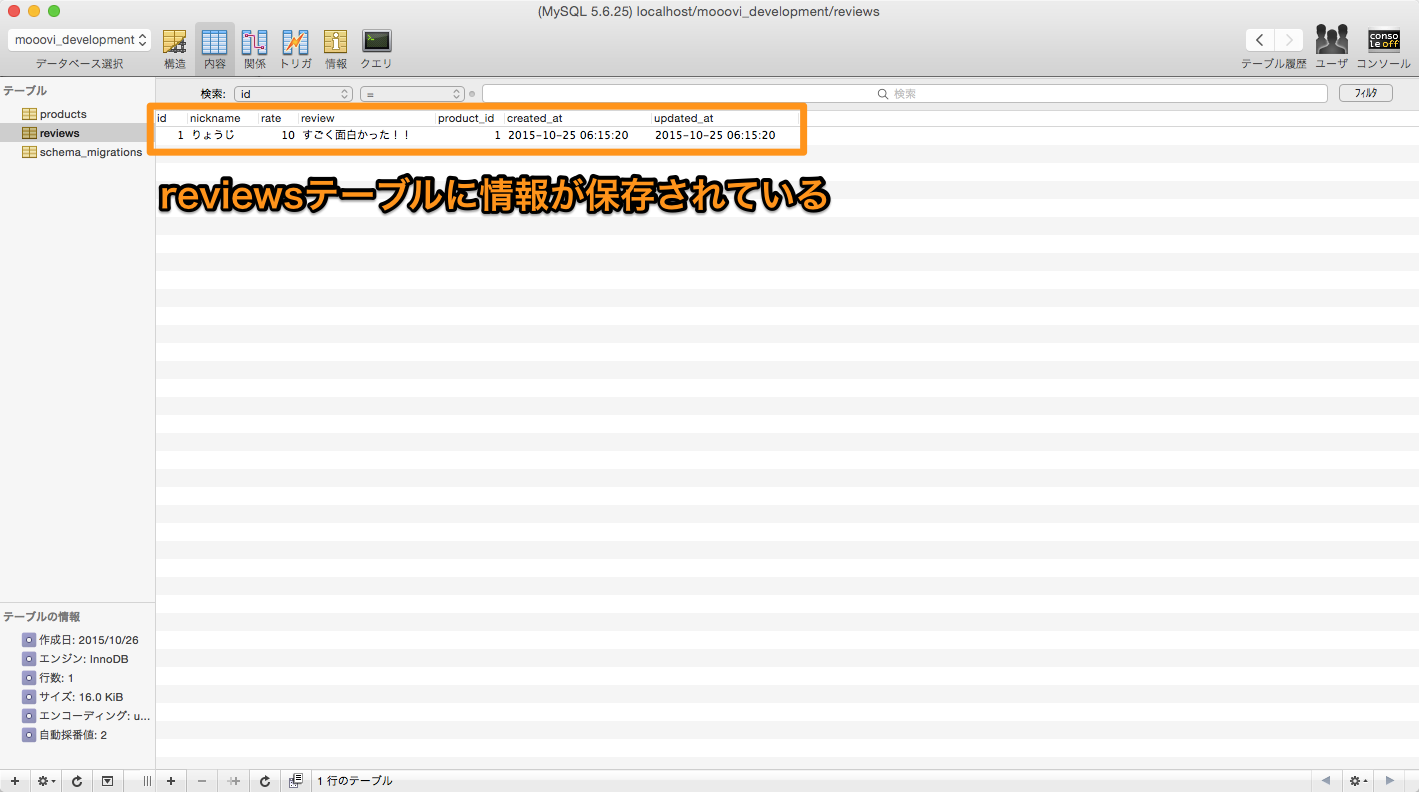 (MySQL 5.6.25) localhost/mooovi_development/reviews
mooovi_development
データベース選択
構造
内容
関係
トリガ
情報
クエリ
テーブル履歴
ユーザ
conso
le off
コンソール
テーブル
products
reviews
schema_migrations
検索: id = 検索 フィルタ
id nickname rate review product_id created_at updated_at
1 りょうじ 10 すごく面白かった！！ 1 2015-10-25 06:15:20 2015-10-25 06:15:20
reviewsテーブルに情報が保存されている
テーブルの情報
作成日: 2015/10/26
エンジン: InnoDB
行数: 1
サイズ: 16.0 KiB
エンコーディング: u...
自動採番値: 2
1 行のテーブル